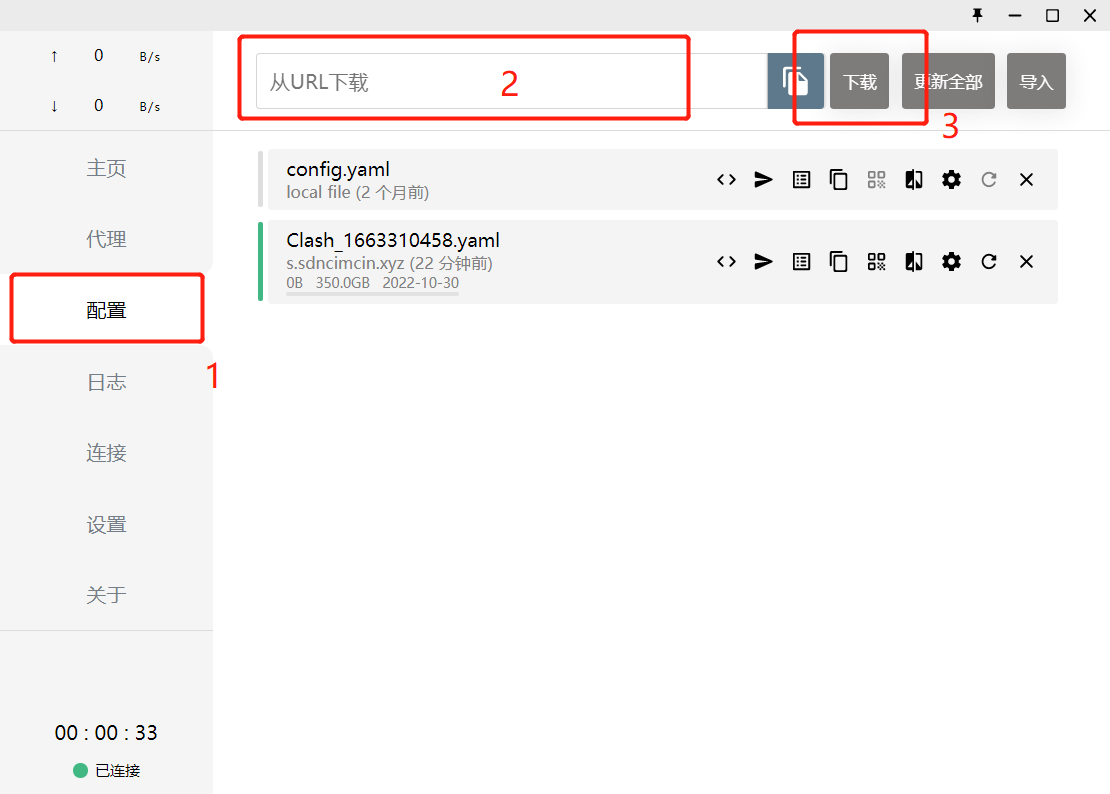 ↑ 0 B/s
↓ 0 B/s
主页
代理
配置
1
日志
连接
设置
关于
00 : 00 : 33
已连接
从URL下载
2
下载
更新全部
导入
3
config.yaml
local file (2 个月前)
Clash_1663310458.yaml
s.sdncimcin.xyz (22 分钟前)
0B 350.0GB 2022-10-30